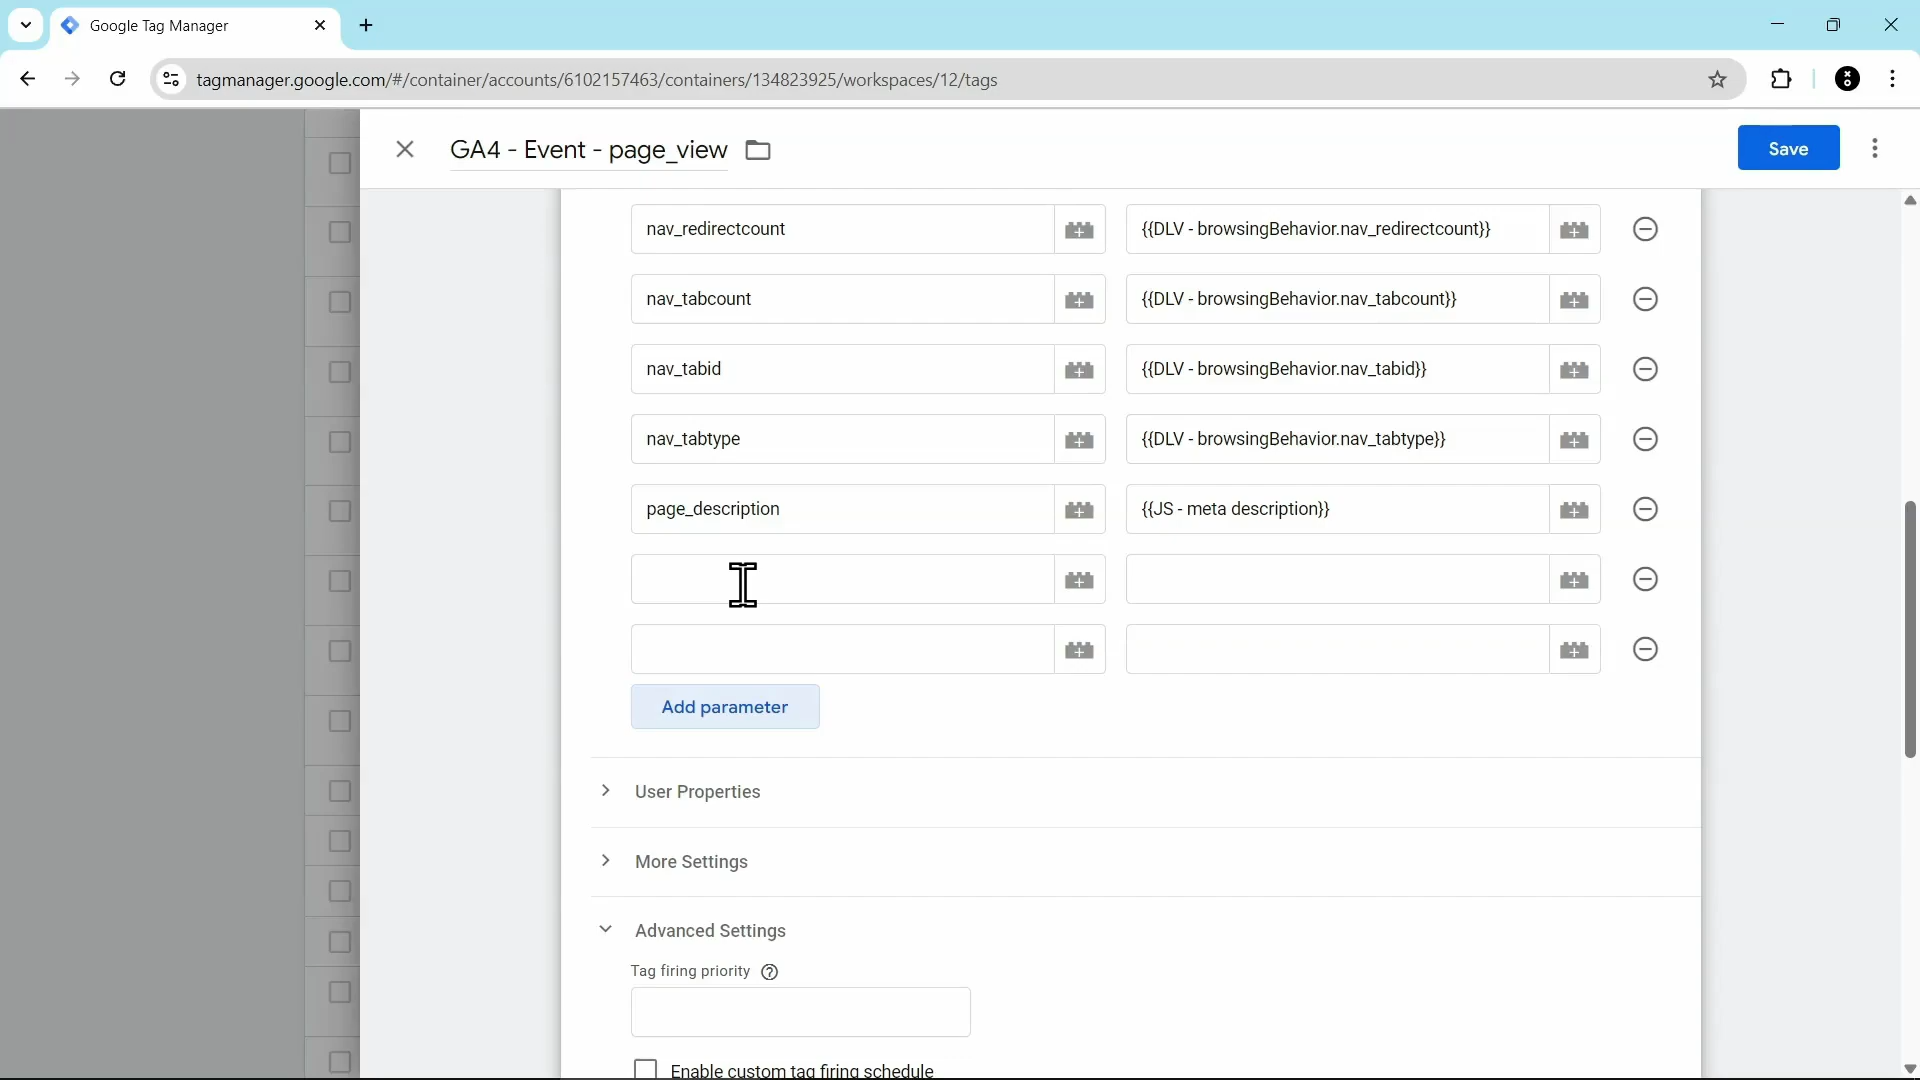 Google Tag Manager
tagmanager.google.com/#/container/accounts/6102157463/containers/134823925/workspaces/12/tags
GA4 - Event - page_view
Save
nav_redirectcount {{DLV - browsingBehavior.nav_redirectcount}}
nav_tabcount {{DLV - browsingBehavior.nav_tabcount}}
nav_tabid {{DLV - browsingBehavior.nav_tabid}}
nav_tabtype {{DLV - browsingBehavior.nav_tabtype}}
page_description {{JS - meta description}}
Add parameter
User Properties
More Settings
Advanced Settings
Tag firing priority
Enable custom tag firing schedule